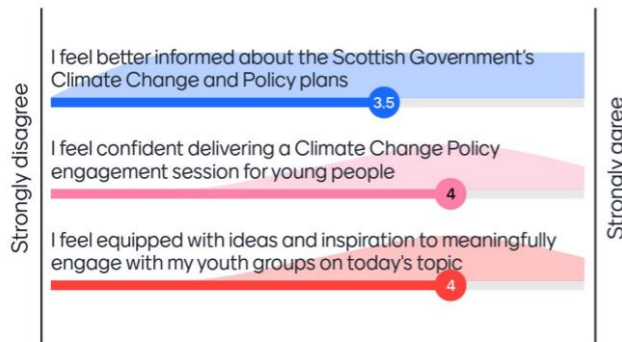 Strongly disagree
I feel better informed about the Scottish Government's
Climate Change and Policy plans
3.5
I feel confident delivering a Climate Change Policy
engagement session for young people
4
I feel equipped with ideas and inspiration to meaningfully
engage with my youth groups on today's topic
4
Strongly agree